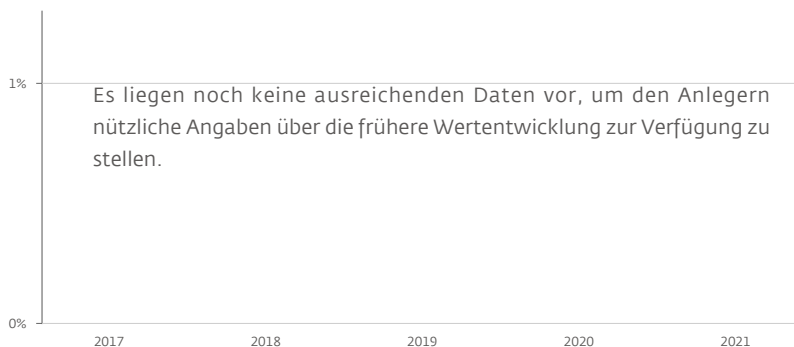 1%
Es liegen noch keine ausreichenden Daten vor, um den Anlegern
nützliche Angaben über die frühere Wertentwicklung zur Verfügung zu
stellen.
0%
2017 2018 2019 2020 2021